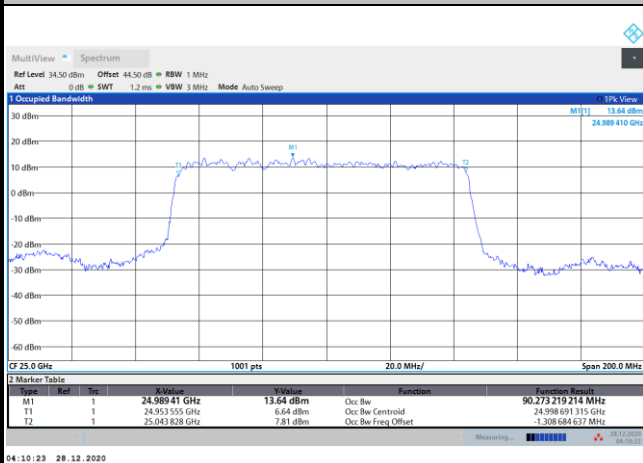 MultiView Spectrum
Ref Level 34.50 dBm Offset 44.50 dB RBW 1 MHz
Att 0 dB SWT 1.2 ms VBW 3 MHz Mode Auto Sweep
1 Occupied Bandwidth 1Pk View
M1[1] 13.64 dBm
24.989 410 GHz
30 dBm
20 dBm
M1
T1
T2
10 dBm
0 dBm
-10 dBm
-20 dBm
-30 dBm
-40 dBm
-50 dBm
-60 dBm
CF 25.0 GHz 1001 pts 20.0 MHz/ Span 200.0 MHz
2 Marker Table
Type Ref Trc X-Value Y-Value Function Function Result
M1 1 24.989 41 GHz 13.64 dBm Occ Bw 90.273 219 214 MHz
T1 1 24.953 555 GHz 6.64 dBm Occ Bw Centroid 24.998 691 315 GHz
T2 1 25.043 828 GHz 7.81 dBm Occ Bw Freq Offset -1.308 684 637 MHz
Measuring... 28.12.2020
04:10:22
04:10:23 28.12.2020